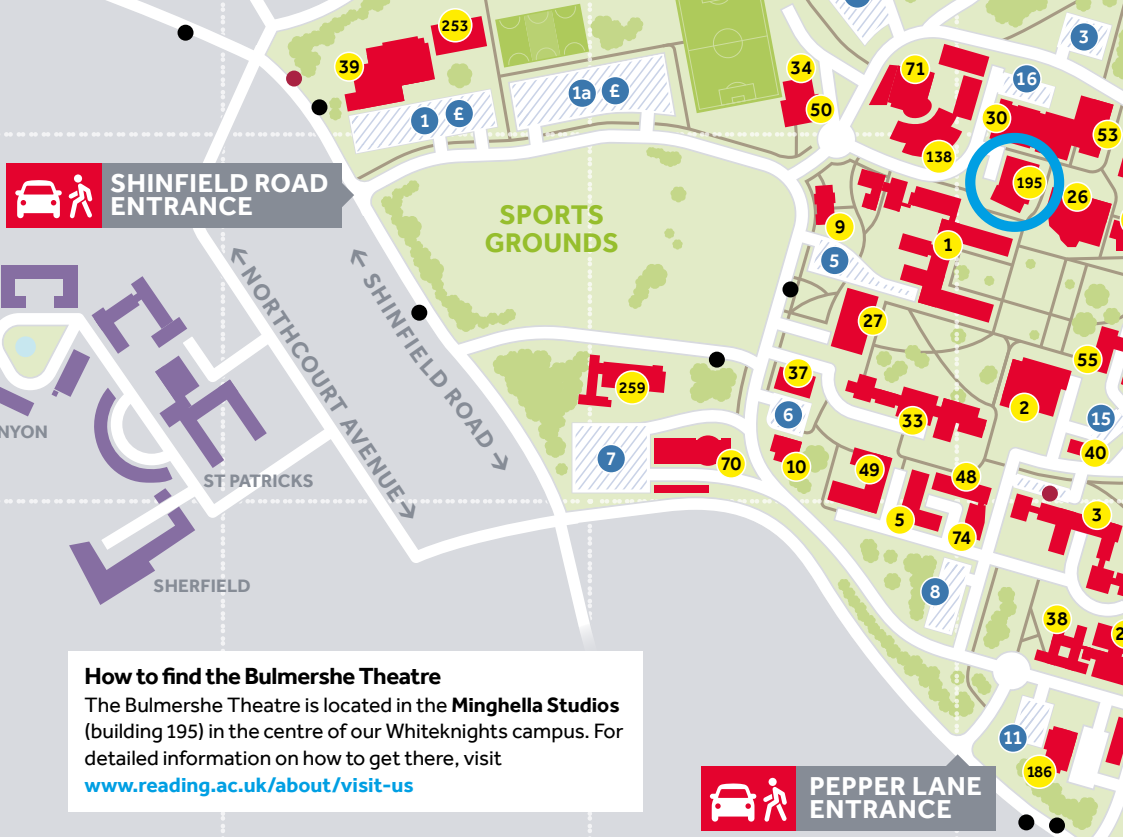 253
39
34
71
3
16
1a £
1 £
50
30
53
138
SHINFIELD ROAD
ENTRANCE
195
26
SPORTS
GROUNDS
9
1
5
← NORTHCOURT AVENUE →
← SHINFIELD ROAD →
27
55
37
259
2
6
33
15
NYON
40
7
70
10
49
48
ST PATRICKS
5
3
74
SHERFIELD
8
38
2
How to find the Bulmershe Theatre
The Bulmershe Theatre is located in the Minghella Studios
(building 195) in the centre of our Whiteknights campus. For
detailed information on how to get there, visit
www.reading.ac.uk/about/visit-us
11
186
PEPPER LANE
ENTRANCE